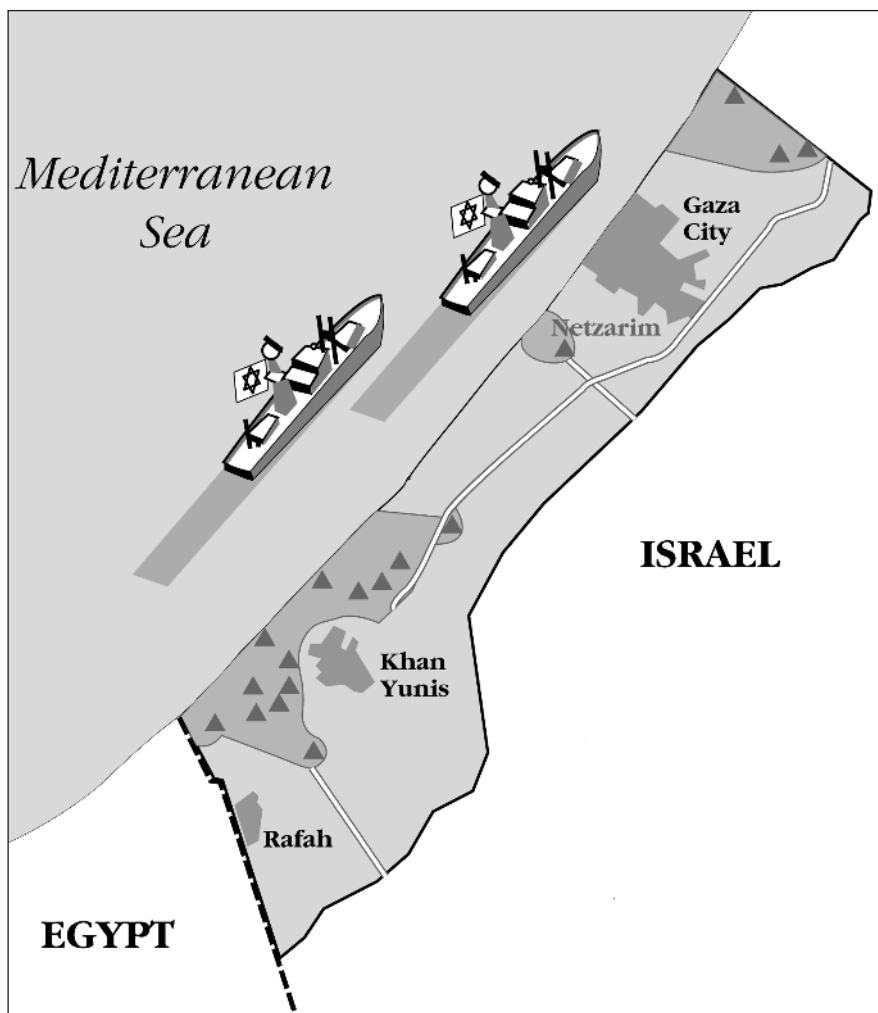 Mediterranean
Sea
Gaza
City
Netzarim
ISRAEL
Khan
Yunis
Rafah
EGYPT